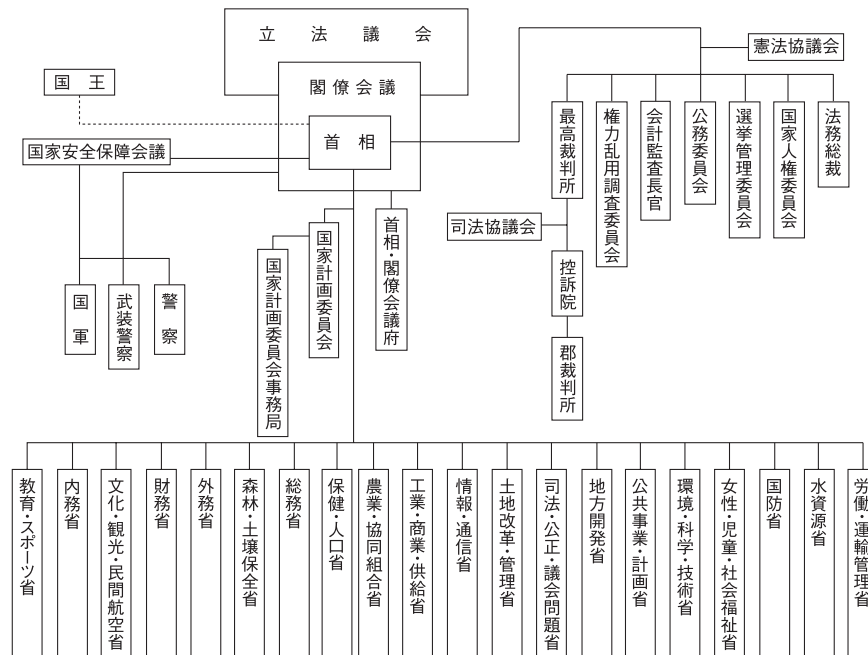 立法議会
憲法協議会
閣僚会議
国王
首相
国家安全保障会議
最高裁判所
権力乱用調査委員会
会計監査長官
公務委員会
選挙管理委員会
国家人権委員会
法務総裁
司法協議会
控訴院
郡裁判所
国家計画委員会事務局
国家計画委員会
首相・閣僚会議府
国軍
武装警察
警察
教育・スポーツ省
内務省
文化・観光・民間航空省
財務省
外務省
森林・土壌保全省
総務省
保健・人口省
農業・協同組合省
工業・商業・供給省
情報・通信省
土地改革・管理省
司法・公正・議会問題省
地方開発省
公共事業・計画省
環境・科学・技術省
女性・児童・社会福祉省
国防省
水資源省
労働・運輸管理省